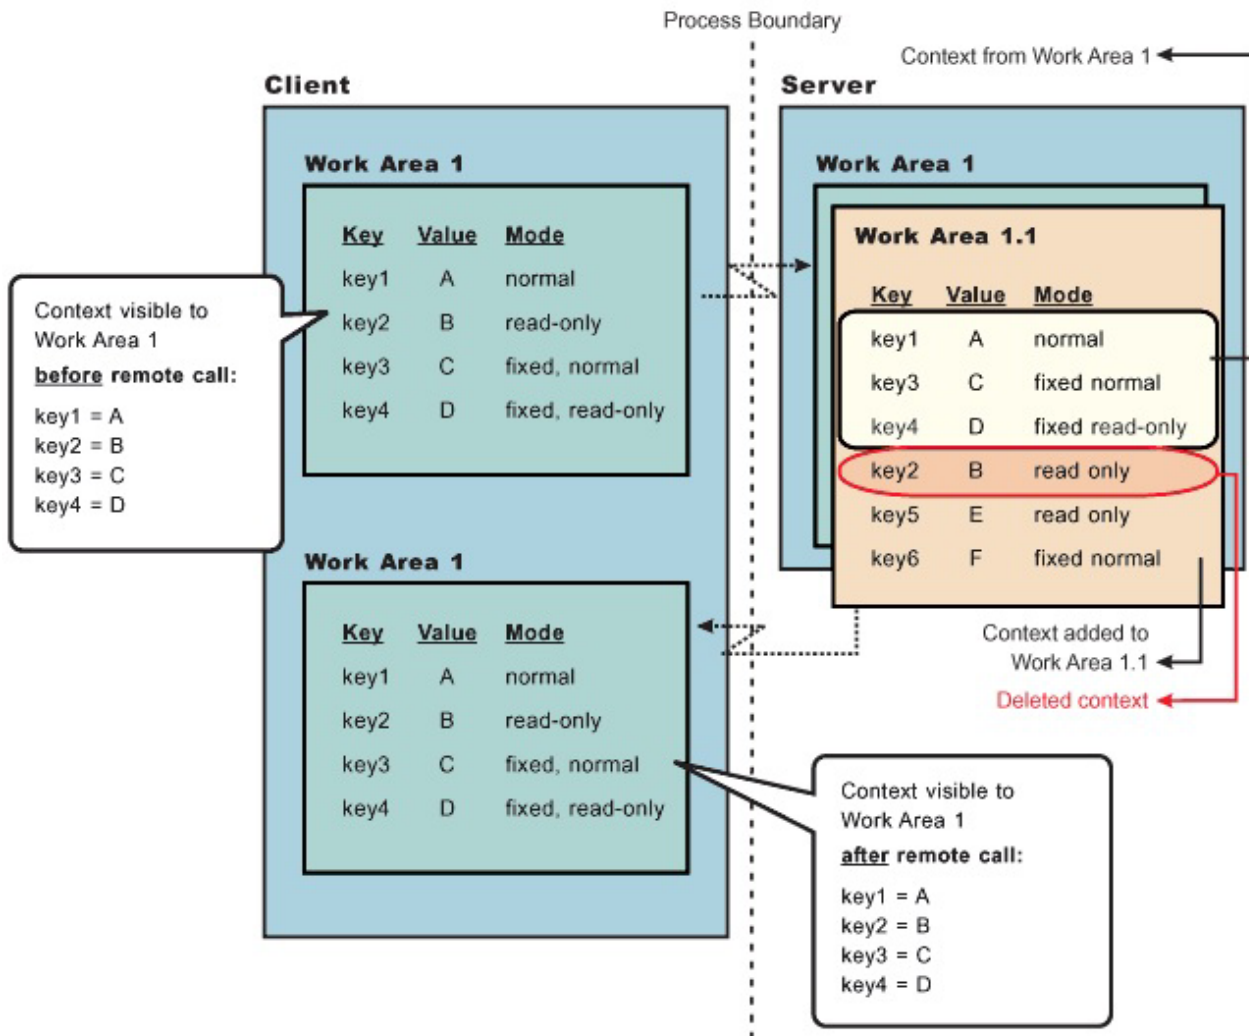 Process Boundary
Context from Work Area 1
Client
Server
Work Area 1
Key Value Mode
key1 A normal
key2 B read-only
key3 C fixed, normal
key4 D fixed, read-only
Context visible to
Work Area 1
before remote call:
key1 = A
key2 = B
key3 = C
key4 = D
Work Area 1
Work Area 1.1
Key Value Mode
key1 A normal
key3 C fixed normal
key4 D fixed read-only
key2 B read only
key5 E read only
key6 F fixed normal
Context added to
Work Area 1.1
Deleted context
Work Area 1
Key Value Mode
key1 A normal
key2 B read-only
key3 C fixed, normal
key4 D fixed, read-only
Context visible to
Work Area 1
after remote call:
key1 = A
key2 = B
key3 = C
key4 = D